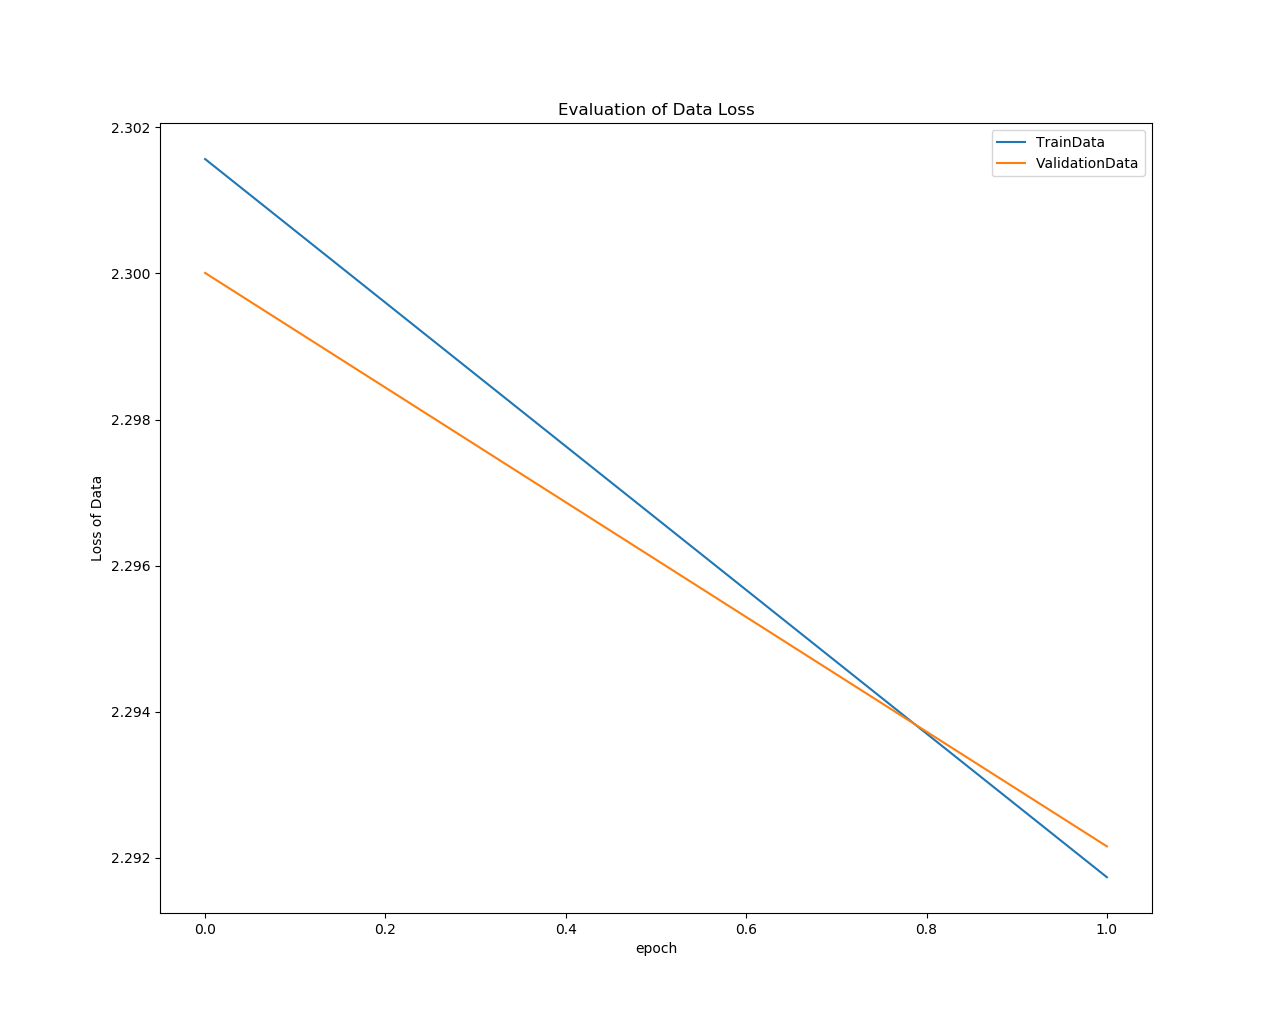 Evaluation of Data Loss
TrainData
ValidationData
2.302
2.300
2.298
2.296
2.294
2.292
Loss of Data
0.0 0.2 0.4 0.6 0.8 1.0
epoch